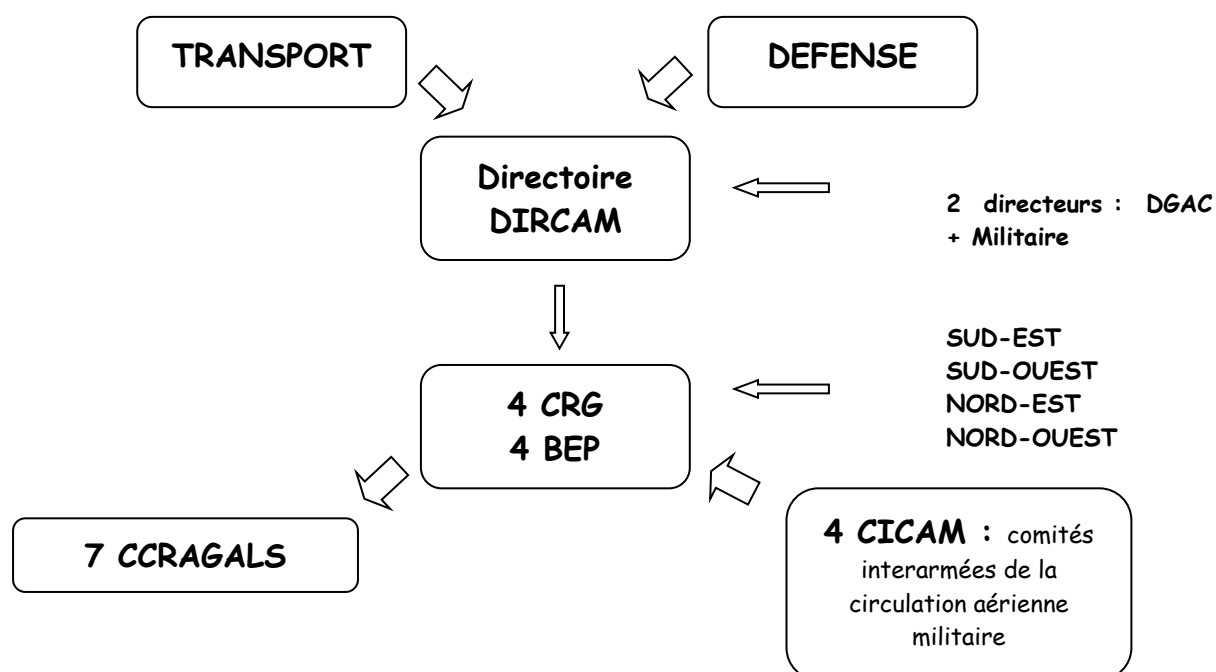 TRANSPORT
DEFENSE
Directoire
DIRCAM
2 directeurs : DGAC
+ Militaire
4 CRG
4 BEP
SUD-EST
SUD-OUEST
NORD-EST
NORD-OUEST
7 CCRAGALS
4 CICAM : comités
interarmées de la
circulation aérienne
militaire